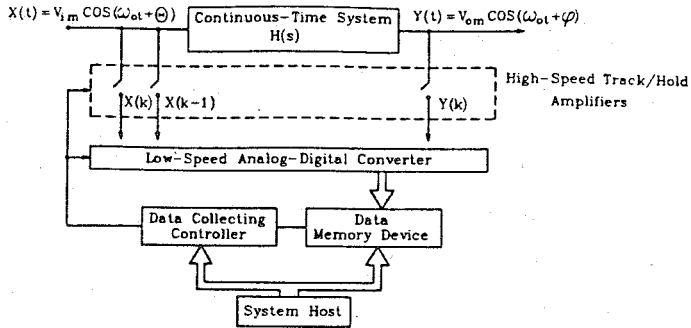 X(t)=V_im COS(ω_ot+Θ)
Continuous-Time System
H(s)
Y(t)=V_om COS(ω_ot+φ)
High-Speed Track/Hold
Amplifiers
X(k) X(k-1) Y(k)
Low-Speed Analog-Digital Converter
Data Collecting
Controller
Data
Memory Device
System Host